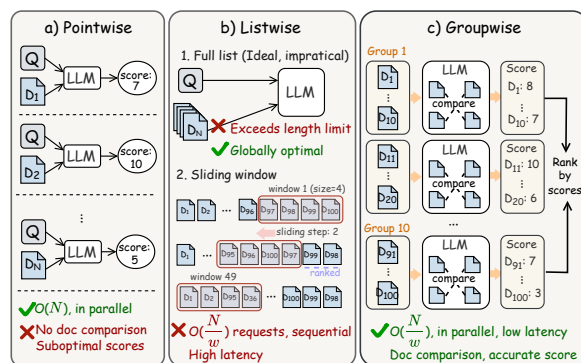 a) Pointwise
Q
D1
LLM
score:
7
Q
D2
LLM
score:
10
⋮
Q
DN
LLM
score:
5
✓O(N), in parallel
✗No doc comparison
Suboptimal scores
b) Listwise
1. Full list (Ideal, impratical)
Q
LLM
DN
✗ Exceeds length limit
✓ Globally optimal
2. Sliding window
window 1 (size=4)
D1 D2 ... D96 D97 D98 D99 D100
sliding step: 2
D1 ... D95 D96 D100 D97 D99 D98
ranked
window 49
D1 D2 D95 D36 ... D100 D99 D98
✗ O(N/w) requests, sequential
High latency
c) Groupwise
Group 1
D1
⋮
D10
LLM
compare
Score
D1: 8
⋮
D10: 7
D11
⋮
D20
LLM
compare
Score
D11: 10
⋮
D20: 6
...
Group 10
D91
⋮
D100
LLM
compare
Score
D91: 7
⋮
D100: 3
Rank
by
scores
✓ O(N/w), in parallel, low latency
Doc comparison, accurate score